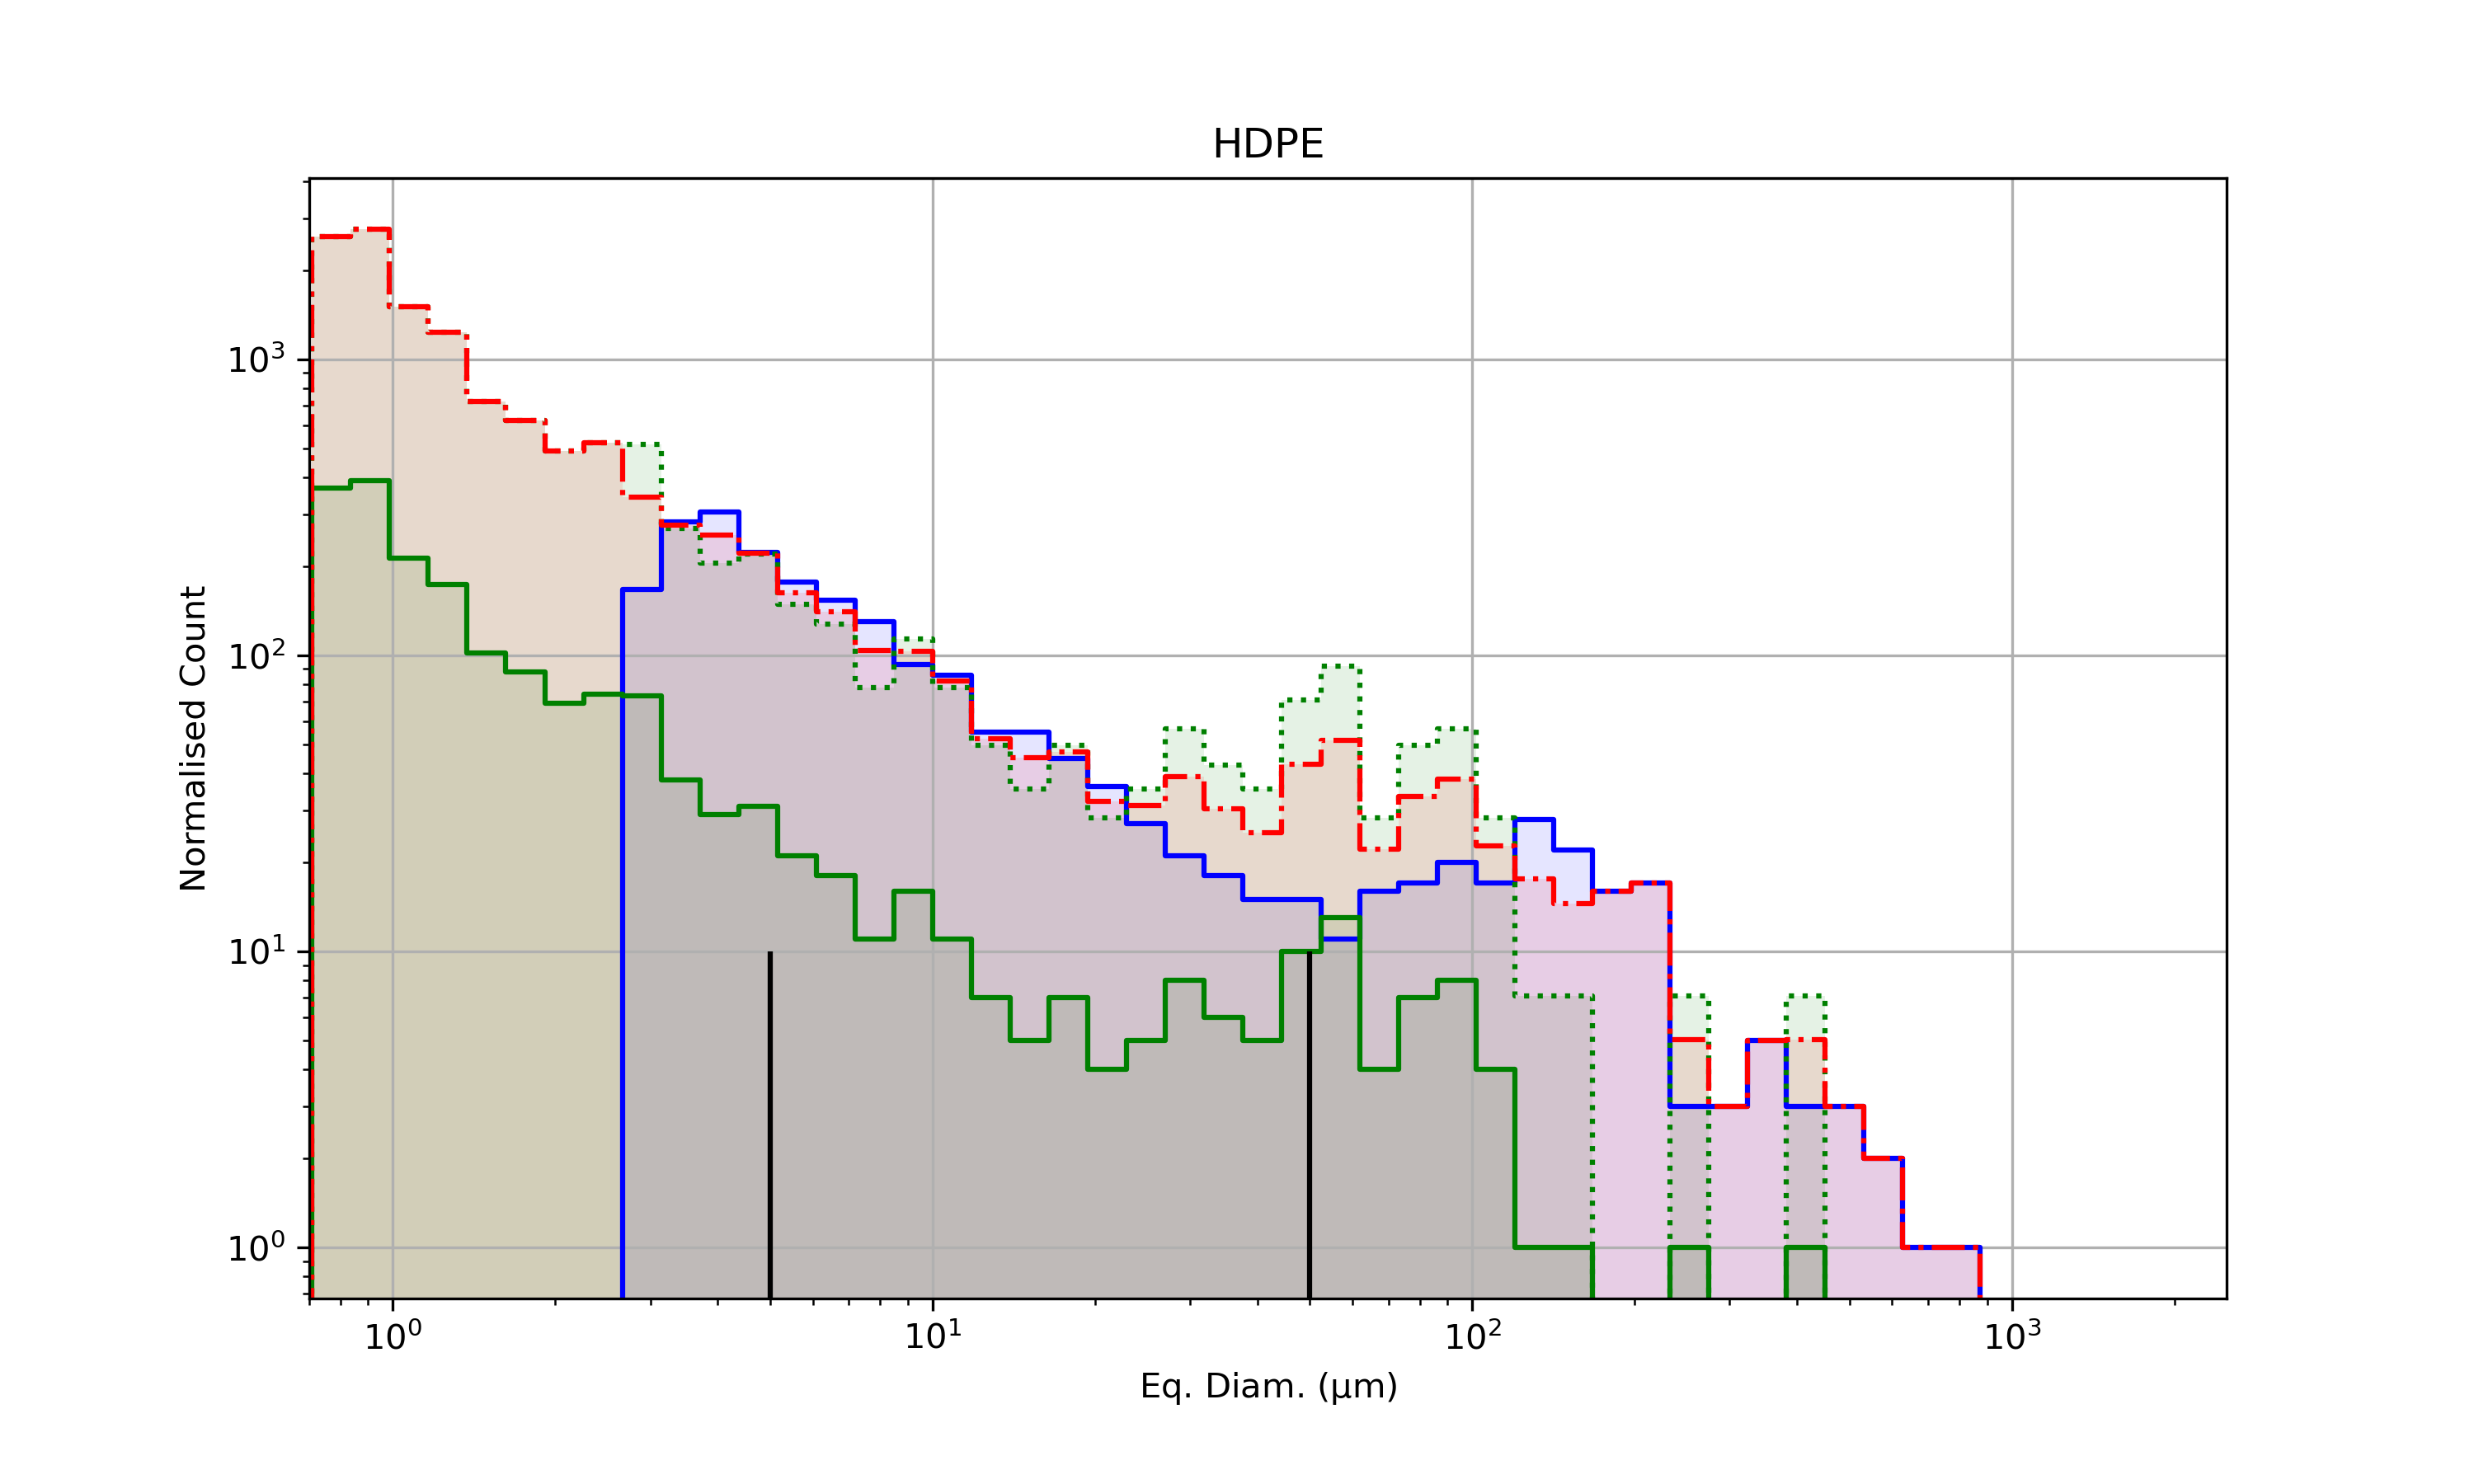 HDPE
Normalised Count
10³
10²
10¹
10⁰
10⁰ 10¹ 10² 10³
Eq. Diam. (μm)